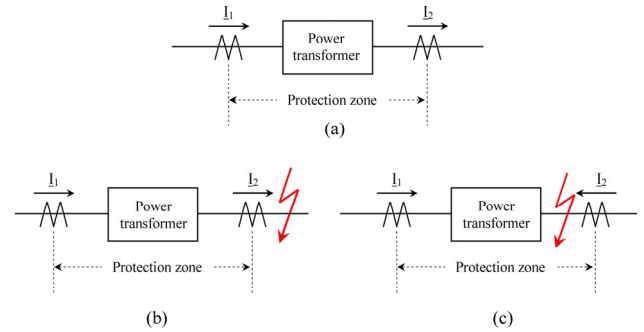 I1 I2
Power
transformer
Protection zone
(a)
I1 I2
Power
transformer
Protection zone
(b)
I1 I2
Power
transformer
Protection zone
(c)